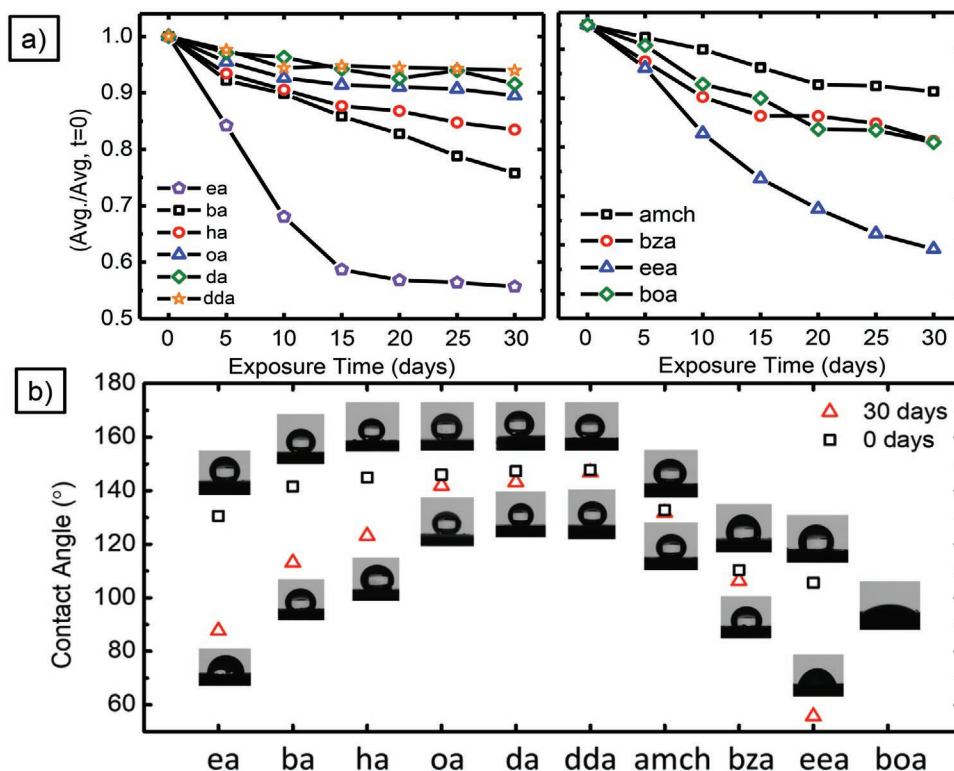 a)
(Avg./Avg, t=0)
1.0
0.9
0.8
0.7
0.6
0.5
ea
ba
ha
oa
da
dda
0 5 10 15 20 25 30
Exposure Time (days)
amch
bza
eea
boa
0 5 10 15 20 25 30
Exposure Time (days)
b)
Contact Angle (°)
180
160
140
120
100
80
60
30 days
0 days
ea ba ha oa da dda amch bza eea boa